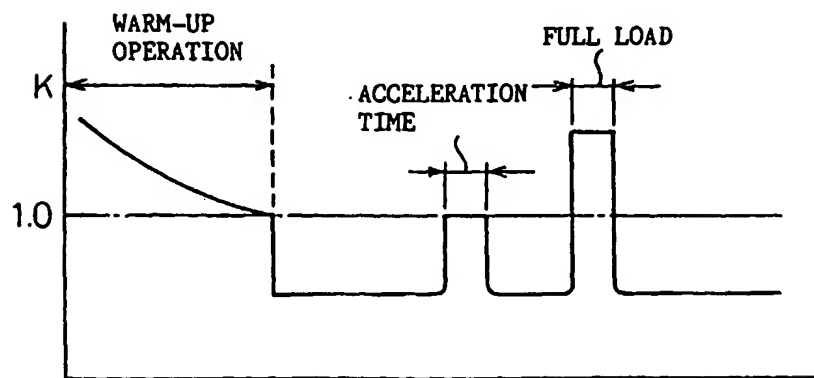 WARM-UP
OPERATION
FULL LOAD
K
ACCELERATION
TIME
1.0